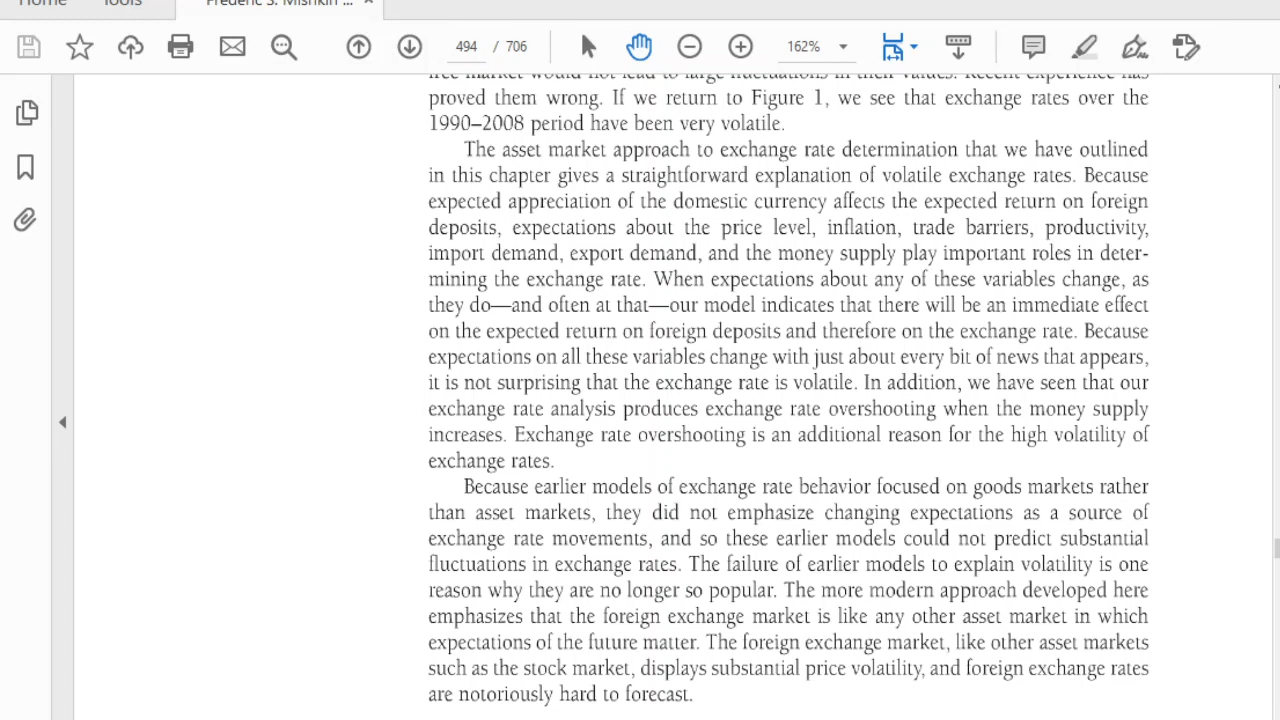 Home Tools Frederic S. Mishkin ... ×
494 / 706 162%
free market would not lead to large fluctuations in their values. Recent experience has
proved them wrong. If we return to Figure 1, we see that exchange rates over the
1990–2008 period have been very volatile.
The asset market approach to exchange rate determination that we have outlined
in this chapter gives a straightforward explanation of volatile exchange rates. Because
expected appreciation of the domestic currency affects the expected return on foreign
deposits, expectations about the price level, inflation, trade barriers, productivity,
import demand, export demand, and the money supply play important roles in deter-
mining the exchange rate. When expectations about any of these variables change, as
they do—and often at that—our model indicates that there will be an immediate effect
on the expected return on foreign deposits and therefore on the exchange rate. Because
expectations on all these variables change with just about every bit of news that appears,
it is not surprising that the exchange rate is volatile. In addition, we have seen that our
exchange rate analysis produces exchange rate overshooting when the money supply
increases. Exchange rate overshooting is an additional reason for the high volatility of
exchange rates.
Because earlier models of exchange rate behavior focused on goods markets rather
than asset markets, they did not emphasize changing expectations as a source of
exchange rate movements, and so these earlier models could not predict substantial
fluctuations in exchange rates. The failure of earlier models to explain volatility is one
reason why they are no longer so popular. The more modern approach developed here
emphasizes that the foreign exchange market is like any other asset market in which
expectations of the future matter. The foreign exchange market, like other asset markets
such as the stock market, displays substantial price volatility, and foreign exchange rates
are notoriously hard to forecast.